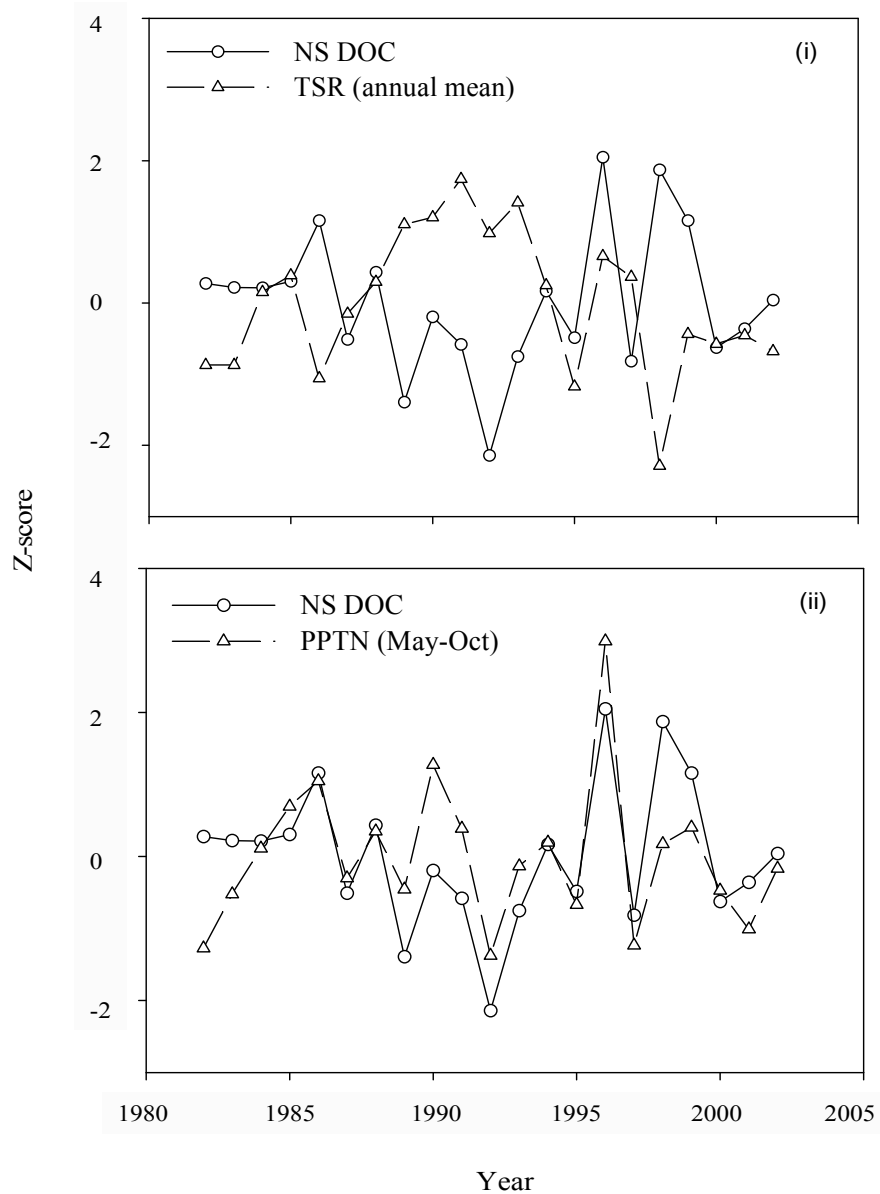 4
NS DOC
(i)
TSR (annual mean)
2
0
-2
Z-score
4
NS DOC
(ii)
PPTN (May-Oct)
2
0
-2
1980 1985 1990 1995 2000 2005
Year